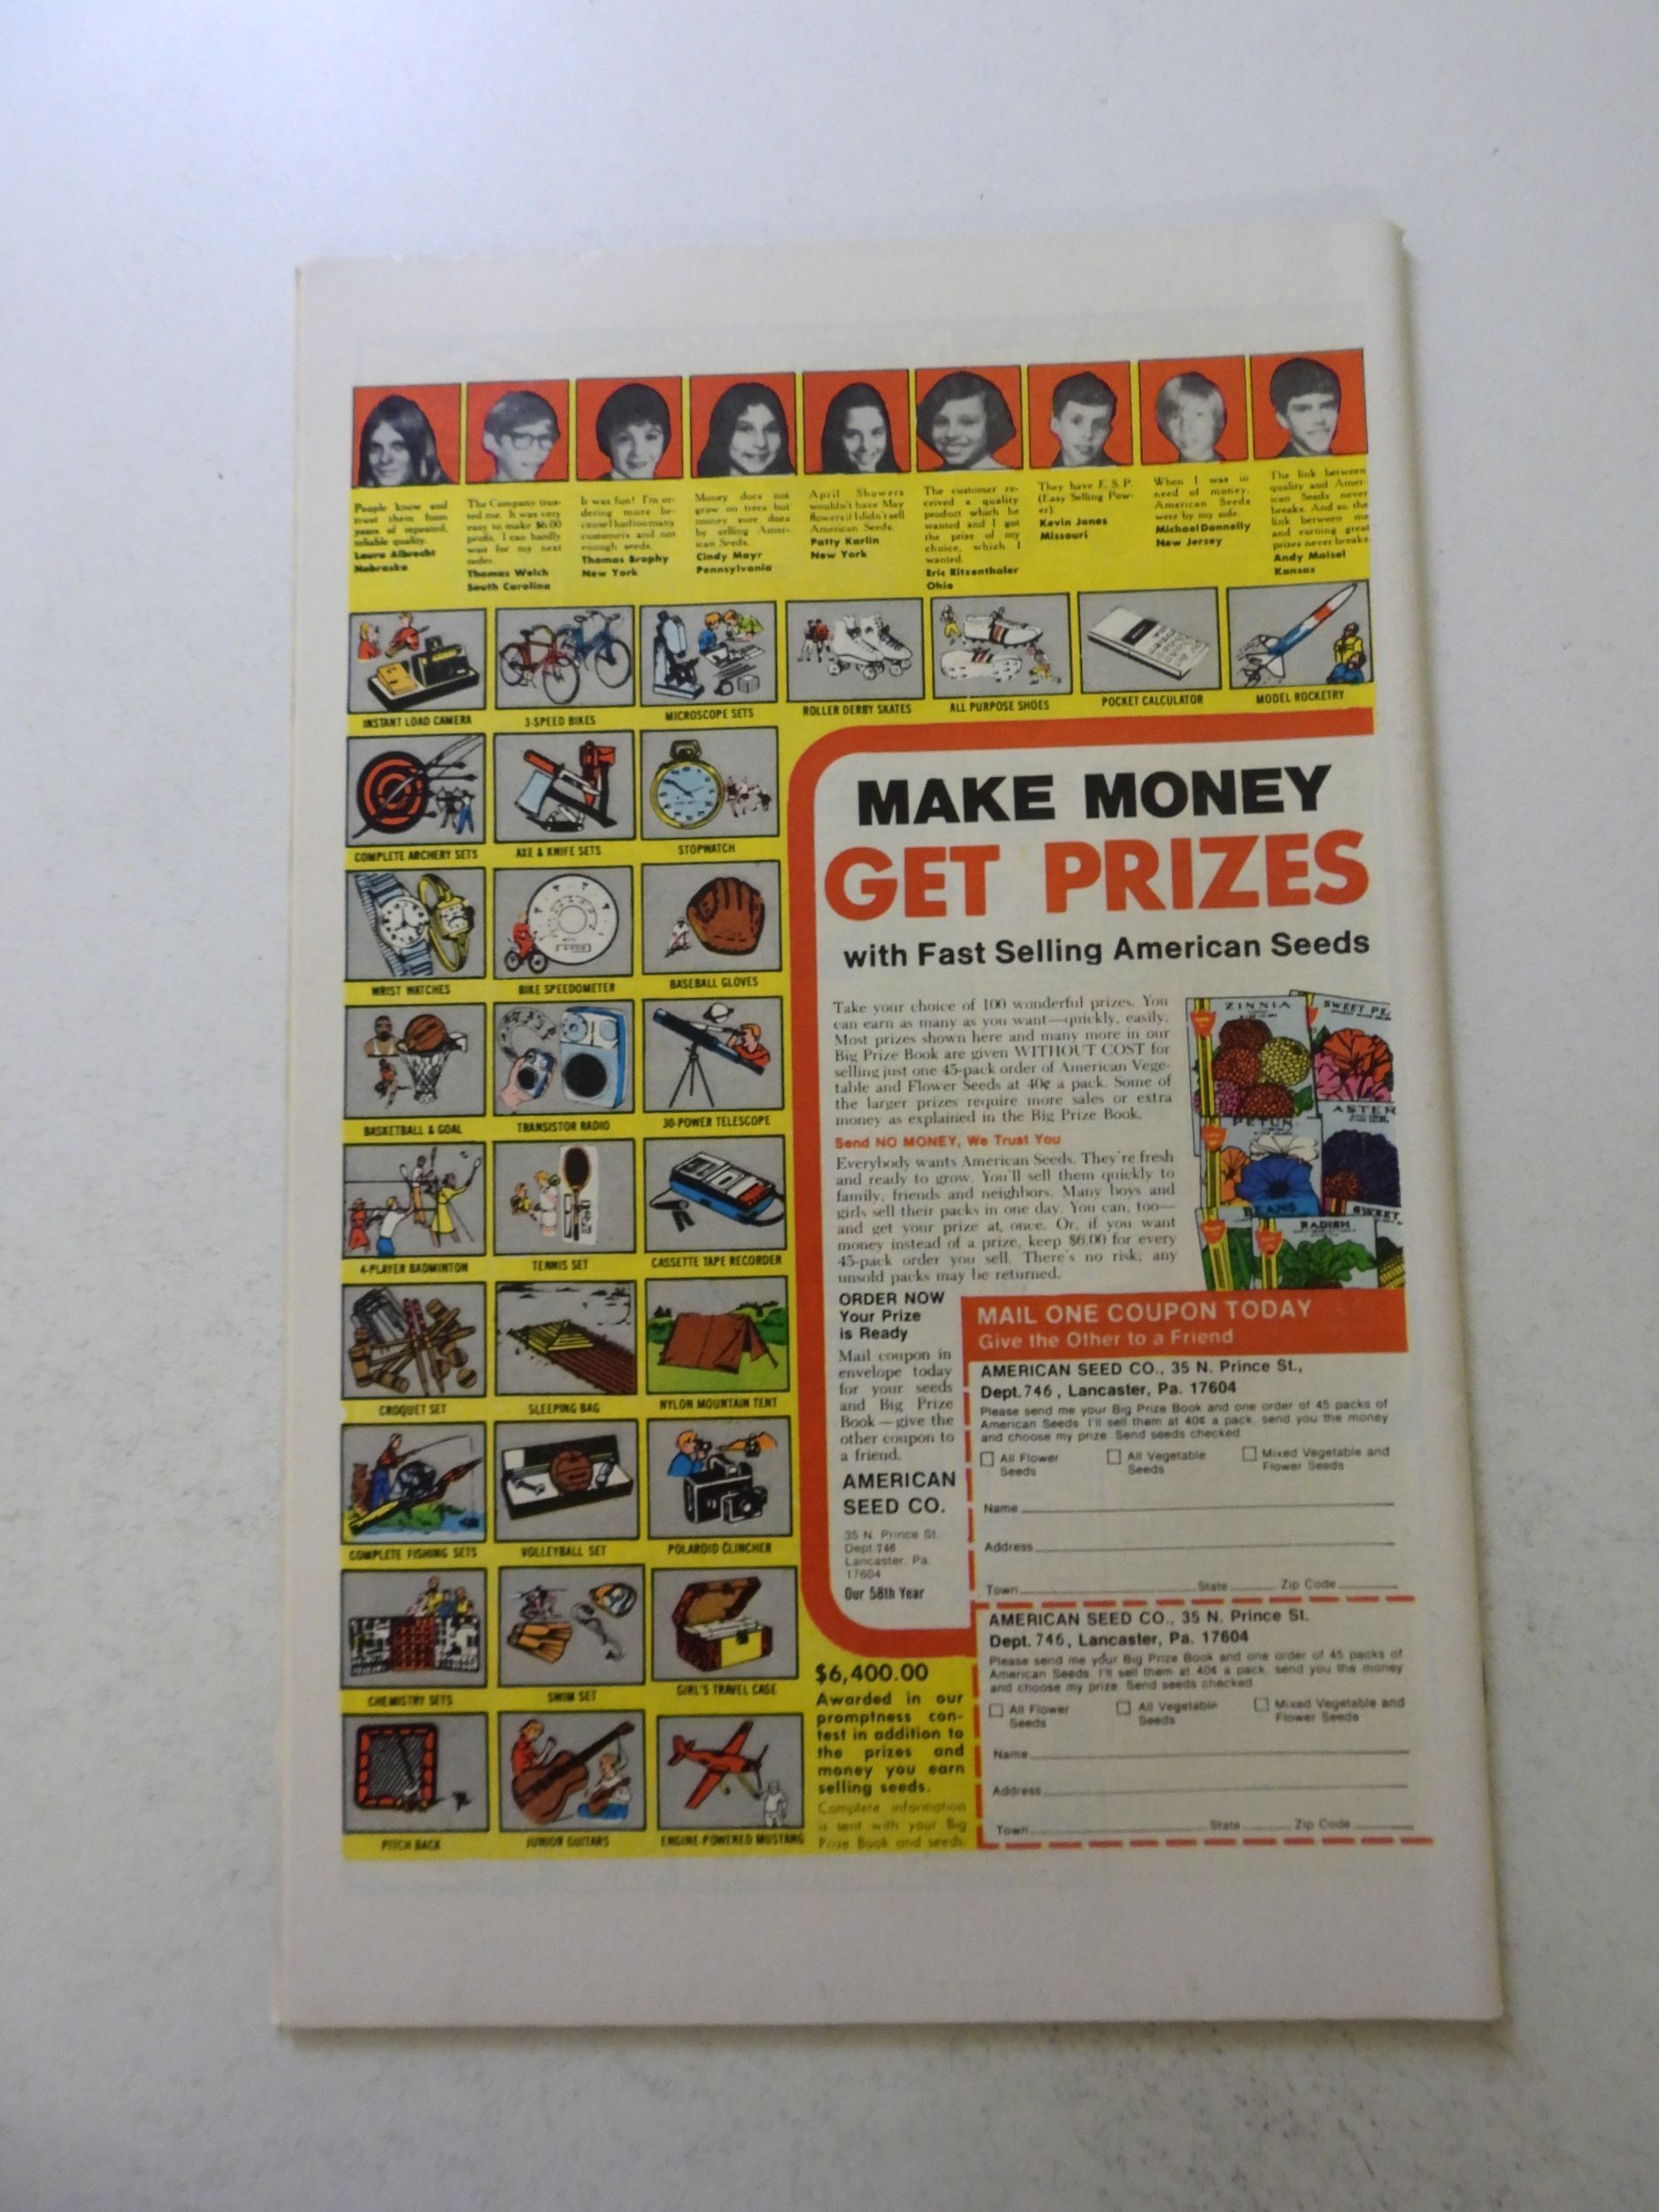 People know and
trust them from
years of repeated,
reliable quality.
Laura Albrecht
Nebraska
The Company trus-
ted me. It was very
easy to make $6.00
profit. I can hardly
wait for my next
order.
Thomas Welch
South Carolina
It was fun! I'm or-
dering more be-
cause I had too many
customers and not
enough seeds.
Thomas Brophy
New York
Money does not
grow on trees but
money sure does
by selling Amer-
ican Seeds.
Cindy Mayr
Pennsylvania
April Showers
wouldn't have May
flowers if I didn't sell
American Seeds.
Patty Karlin
New York
The customer re-
ceived a quality
product which he
wanted and I got
the prize of my
choice, which I
wanted.
Eric Ritzenthaler
Ohio
They have E.S.P.
(Easy Selling Pow-
er).
Kevin Jones
Missouri
When I was in
need of money,
American Seeds
were by my side.
Michael Donnelly
New Jersey
The link between
quality and Amer-
ican Seeds never
breaks. And so the
link between me
and earning great
prizes never breaks.
Andy Maisel
Kansas
INSTANT LOAD CAMERA
3-SPEED BIKES
MICROSCOPE SETS
ROLLER DERBY SKATES
ALL PURPOSE SHOES
POCKET CALCULATOR
MODEL ROCKETRY
COMPLETE ARCHERY SETS
AXE & KNIFE SETS
STOPWATCH
WRIST WATCHES
BIKE SPEEDOMETER
BASEBALL GLOVES
BASKETBALL & GOAL
TRANSISTOR RADIO
30-POWER TELESCOPE
4-PLAYER BADMINTON
TENNIS SET
CASSETTE TAPE RECORDER
CROQUET SET
SLEEPING BAG
NYLON MOUNTAIN TENT
COMPLETE FISHING SETS
VOLLEYBALL SET
POLAROID CLINCHER
CHEMISTRY SETS
SWIM SET
GIRL'S TRAVEL CASE
PITCH BACK
JUNIOR GUITARS
ENGINE-POWERED MUSTANG
MAKE MONEY
GET PRIZES
with Fast Selling American Seeds
Take your choice of 100 wonderful prizes. You
can earn as many as you want—quickly, easily.
Most prizes shown here and many more in our
Big Prize Book are given WITHOUT COST for
selling just one 45-pack order of American Vege-
table and Flower Seeds at 40¢ a pack. Some of
the larger prizes require more sales or extra
money as explained in the Big Prize Book.
Send NO MONEY, We Trust You
Everybody wants American Seeds. They're fresh
and ready to grow. You'll sell them quickly to
family, friends and neighbors. Many boys and
girls sell their packs in one day. You can, too—
and get your prize at once. Or, if you want
money instead of a prize, keep $6.00 for every
45-pack order you sell. There's no risk; any
unsold packs may be returned.
ZINNIA
SWEET PE
ASTER
PETUN
BEANS
RADISH
SWEET
ORDER NOW
Your Prize
is Ready
Mail coupon in
envelope today
for your seeds
and Big Prize
Book—give the
other coupon to
a friend.
AMERICAN
SEED CO.
35 N. Prince St.
Dept 746
Lancaster, Pa.
17604
Our 58th Year
MAIL ONE COUPON TODAY
Give the Other to a Friend
AMERICAN SEED CO., 35 N. Prince St.,
Dept. 746, Lancaster, Pa. 17604
Please send me your Big Prize Book and one order of 45 packs of
American Seeds. I'll sell them at 40¢ a pack, send you the money
and choose my prize. Send seeds checked.
All Flower Seeds
All Vegetable Seeds
Mixed Vegetable and Flower Seeds
Name
Address
Town State Zip Code
AMERICAN SEED CO., 35 N. Prince St.
Dept. 746, Lancaster, Pa. 17604
Please send me your Big Prize Book and one order of 45 packs of
American Seeds. I'll sell them at 40¢ a pack, send you the money
and choose my prize. Send seeds checked.
All Flower Seeds
All Vegetable Seeds
Mixed Vegetable and Flower Seeds
Name
Address
Town State Zip Code
$6,400.00
Awarded in our
promptness con-
test in addition to
the prizes and
money you earn
selling seeds.
Complete information
is sent with your Big
Prize Book and seeds.